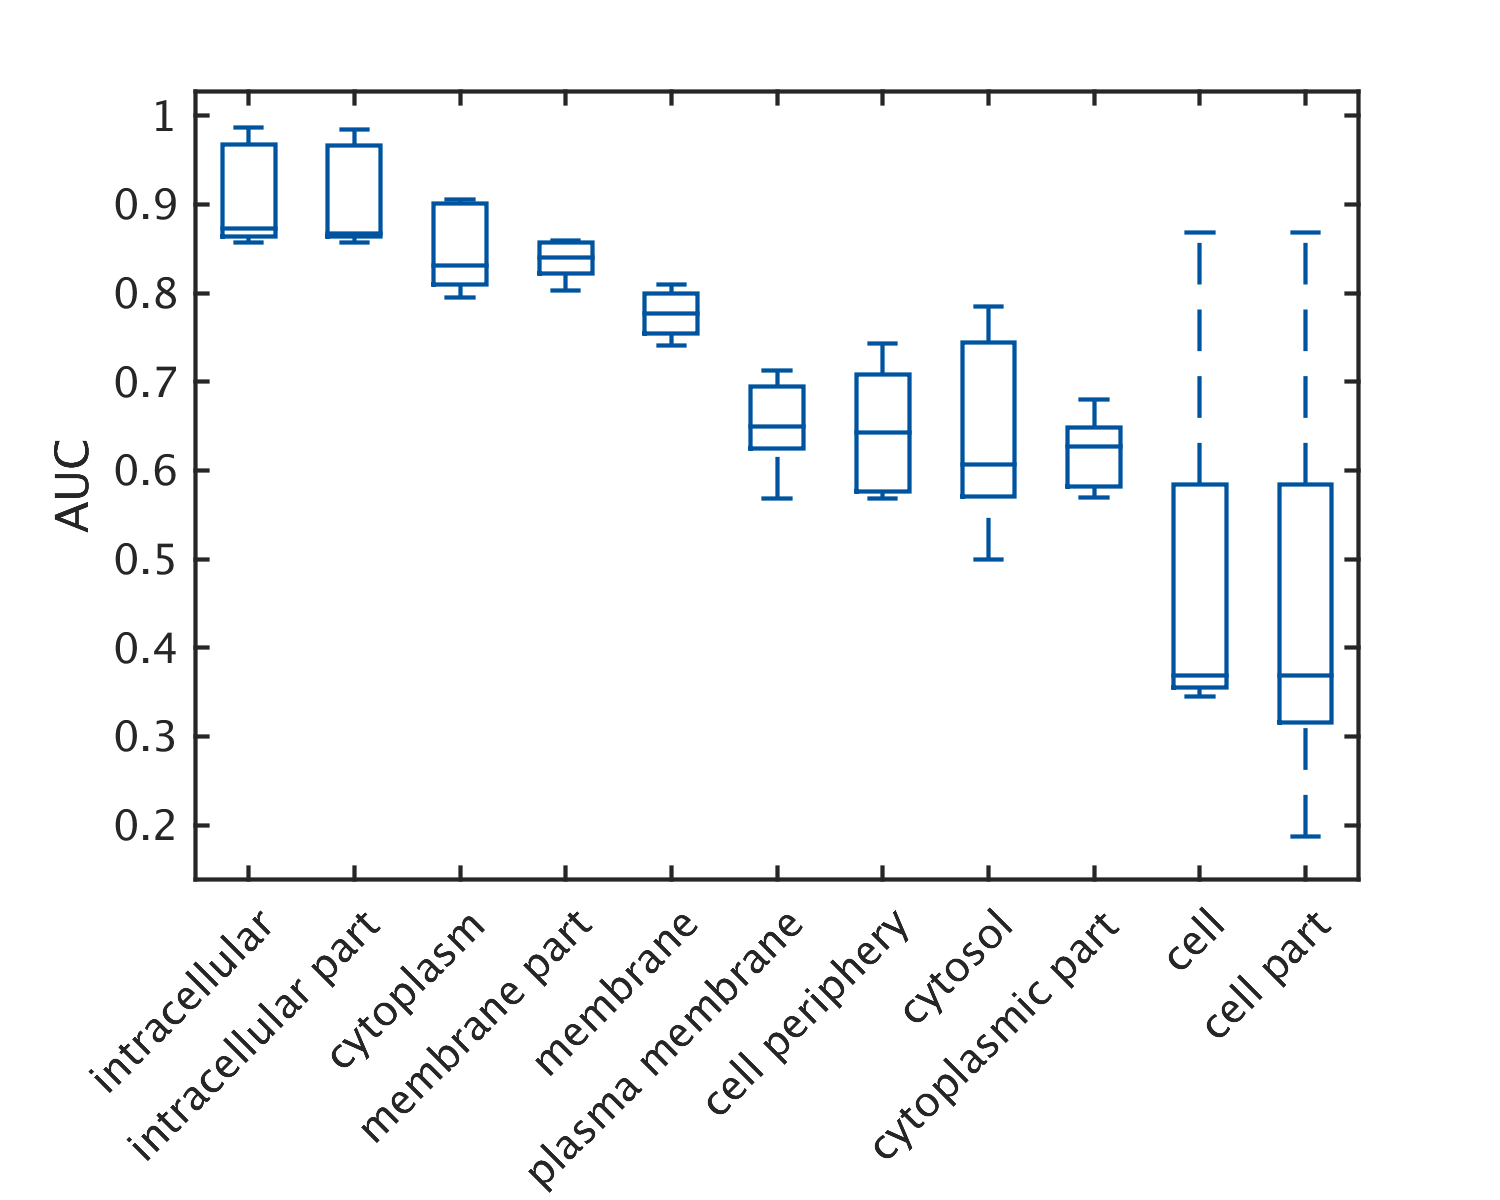 1
0.9
0.8
0.7
0.6
0.5
0.4
0.3
0.2
AUC
intracellular
intracellular part
cytoplasm
membrane part
membrane
plasma membrane
cell periphery
cytosol
cytoplasmic part
cell
cell part